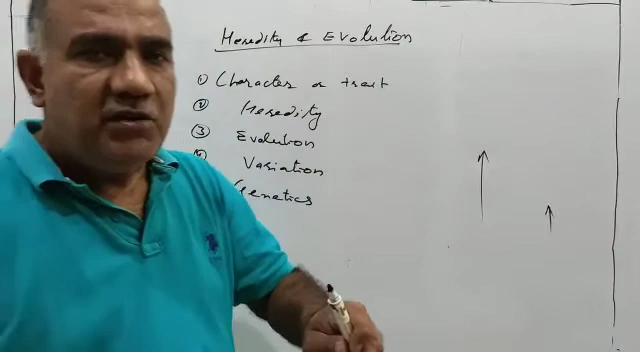 Heredity & Evolution
① Character or trait
② Heredity
③ Evolution
④ Variation
Genetics